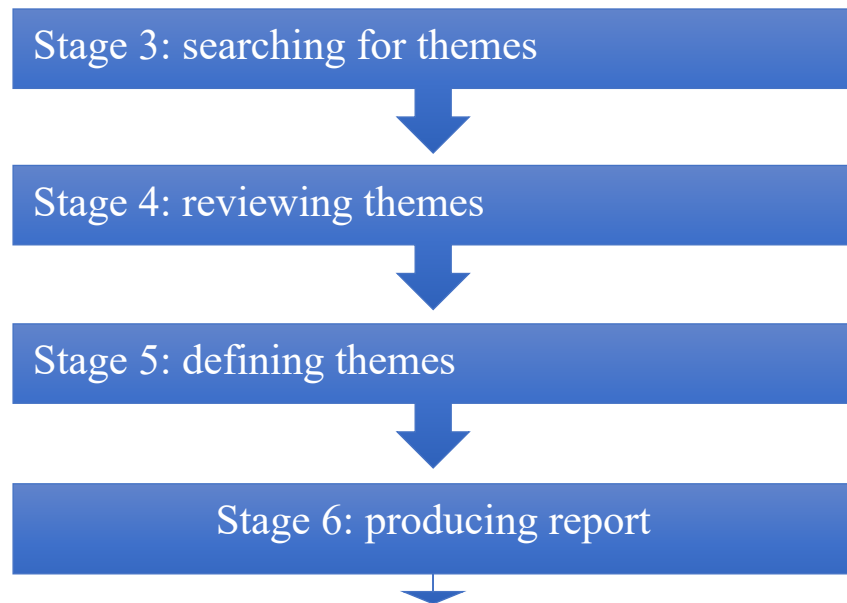 Stage 3: searching for themes
Stage 4: reviewing themes
Stage 5: defining themes
Stage 6: producing report